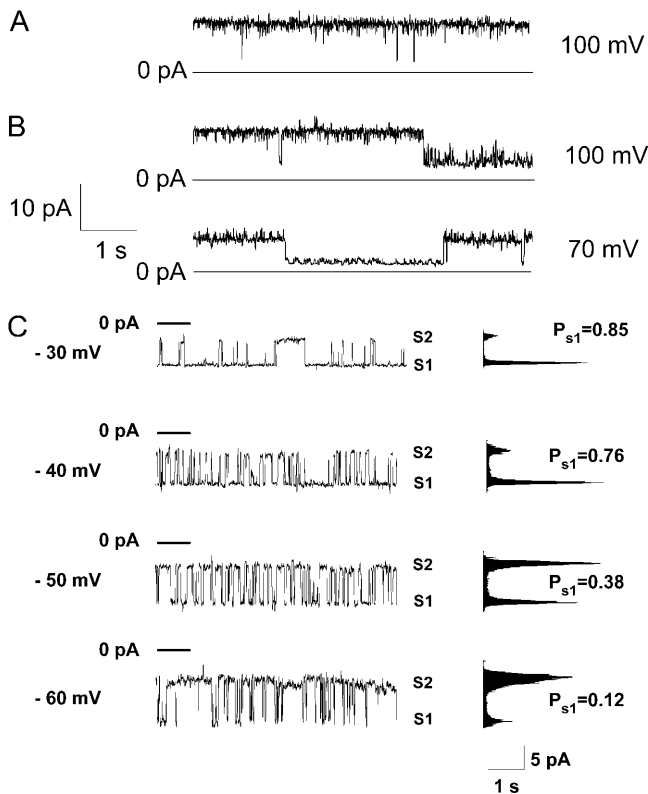 A
0 pA
100 mV
B
0 pA
100 mV
10 pA
1 s
0 pA
70 mV
C
0 pA
- 30 mV
S2
S1
P_s1=0.85
0 pA
- 40 mV
S2
S1
P_s1=0.76
0 pA
- 50 mV
S2
S1
P_s1=0.38
0 pA
- 60 mV
S2
S1
P_s1=0.12
5 pA
1 s